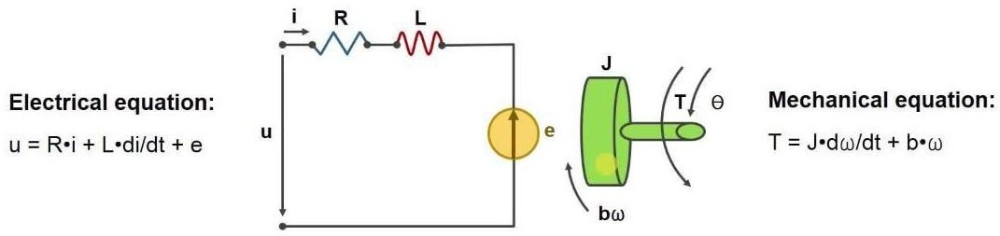 Electrical equation:
u = R•i + L•di/dt + e
i
R
L
u
e
J
T
θ
bω
Mechanical equation:
T = J•dω/dt + b•ω